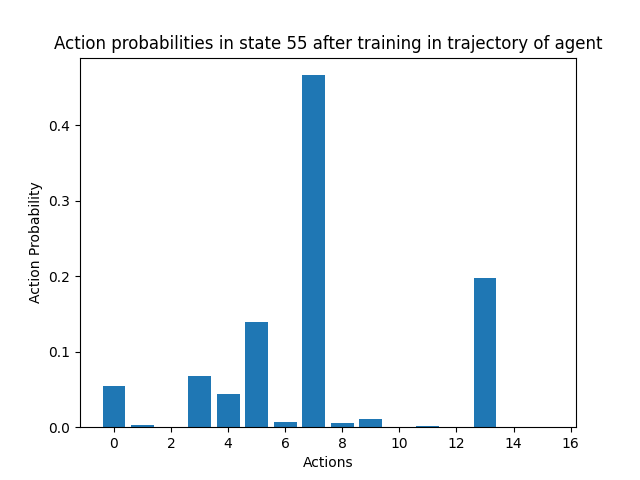 Action probabilities in state 55 after training in trajectory of agent
Action Probability
0.4
0.3
0.2
0.1
0.0
0 2 4 6 8 10 12 14 16
Actions